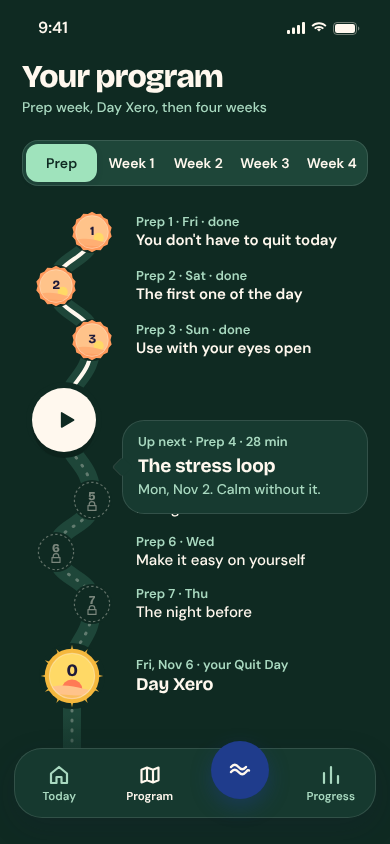 9:41
Your program
Prep week, Day Xero, then four weeks
Prep
Week 1
Week 2
Week 3
Week 4
1
Prep 1 · Fri · done
You don't have to quit today
2
Prep 2 · Sat · done
The first one of the day
3
Prep 3 · Sun · done
Use with your eyes open
Up next · Prep 4 · 28 min
The stress loop
Mon, Nov 2. Calm without it.
5
6
Prep 6 · Wed
Make it easy on yourself
7
Prep 7 · Thu
The night before
0
Fri, Nov 6 · your Quit Day
Day Xero
Today
Program
Progress